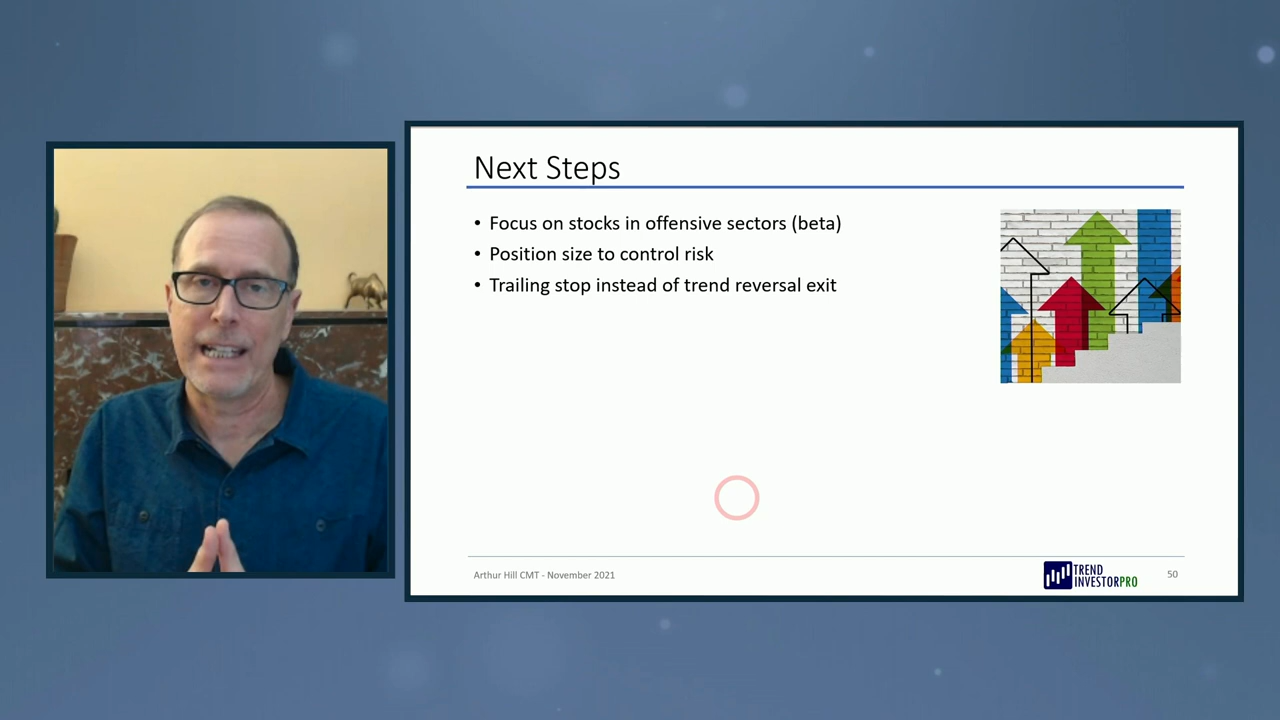 Next Steps
• Focus on stocks in offensive sectors (beta)
• Position size to control risk
• Trailing stop instead of trend reversal exit
Arthur Hill CMT - November 2021
TREND
INVESTORPRO
50